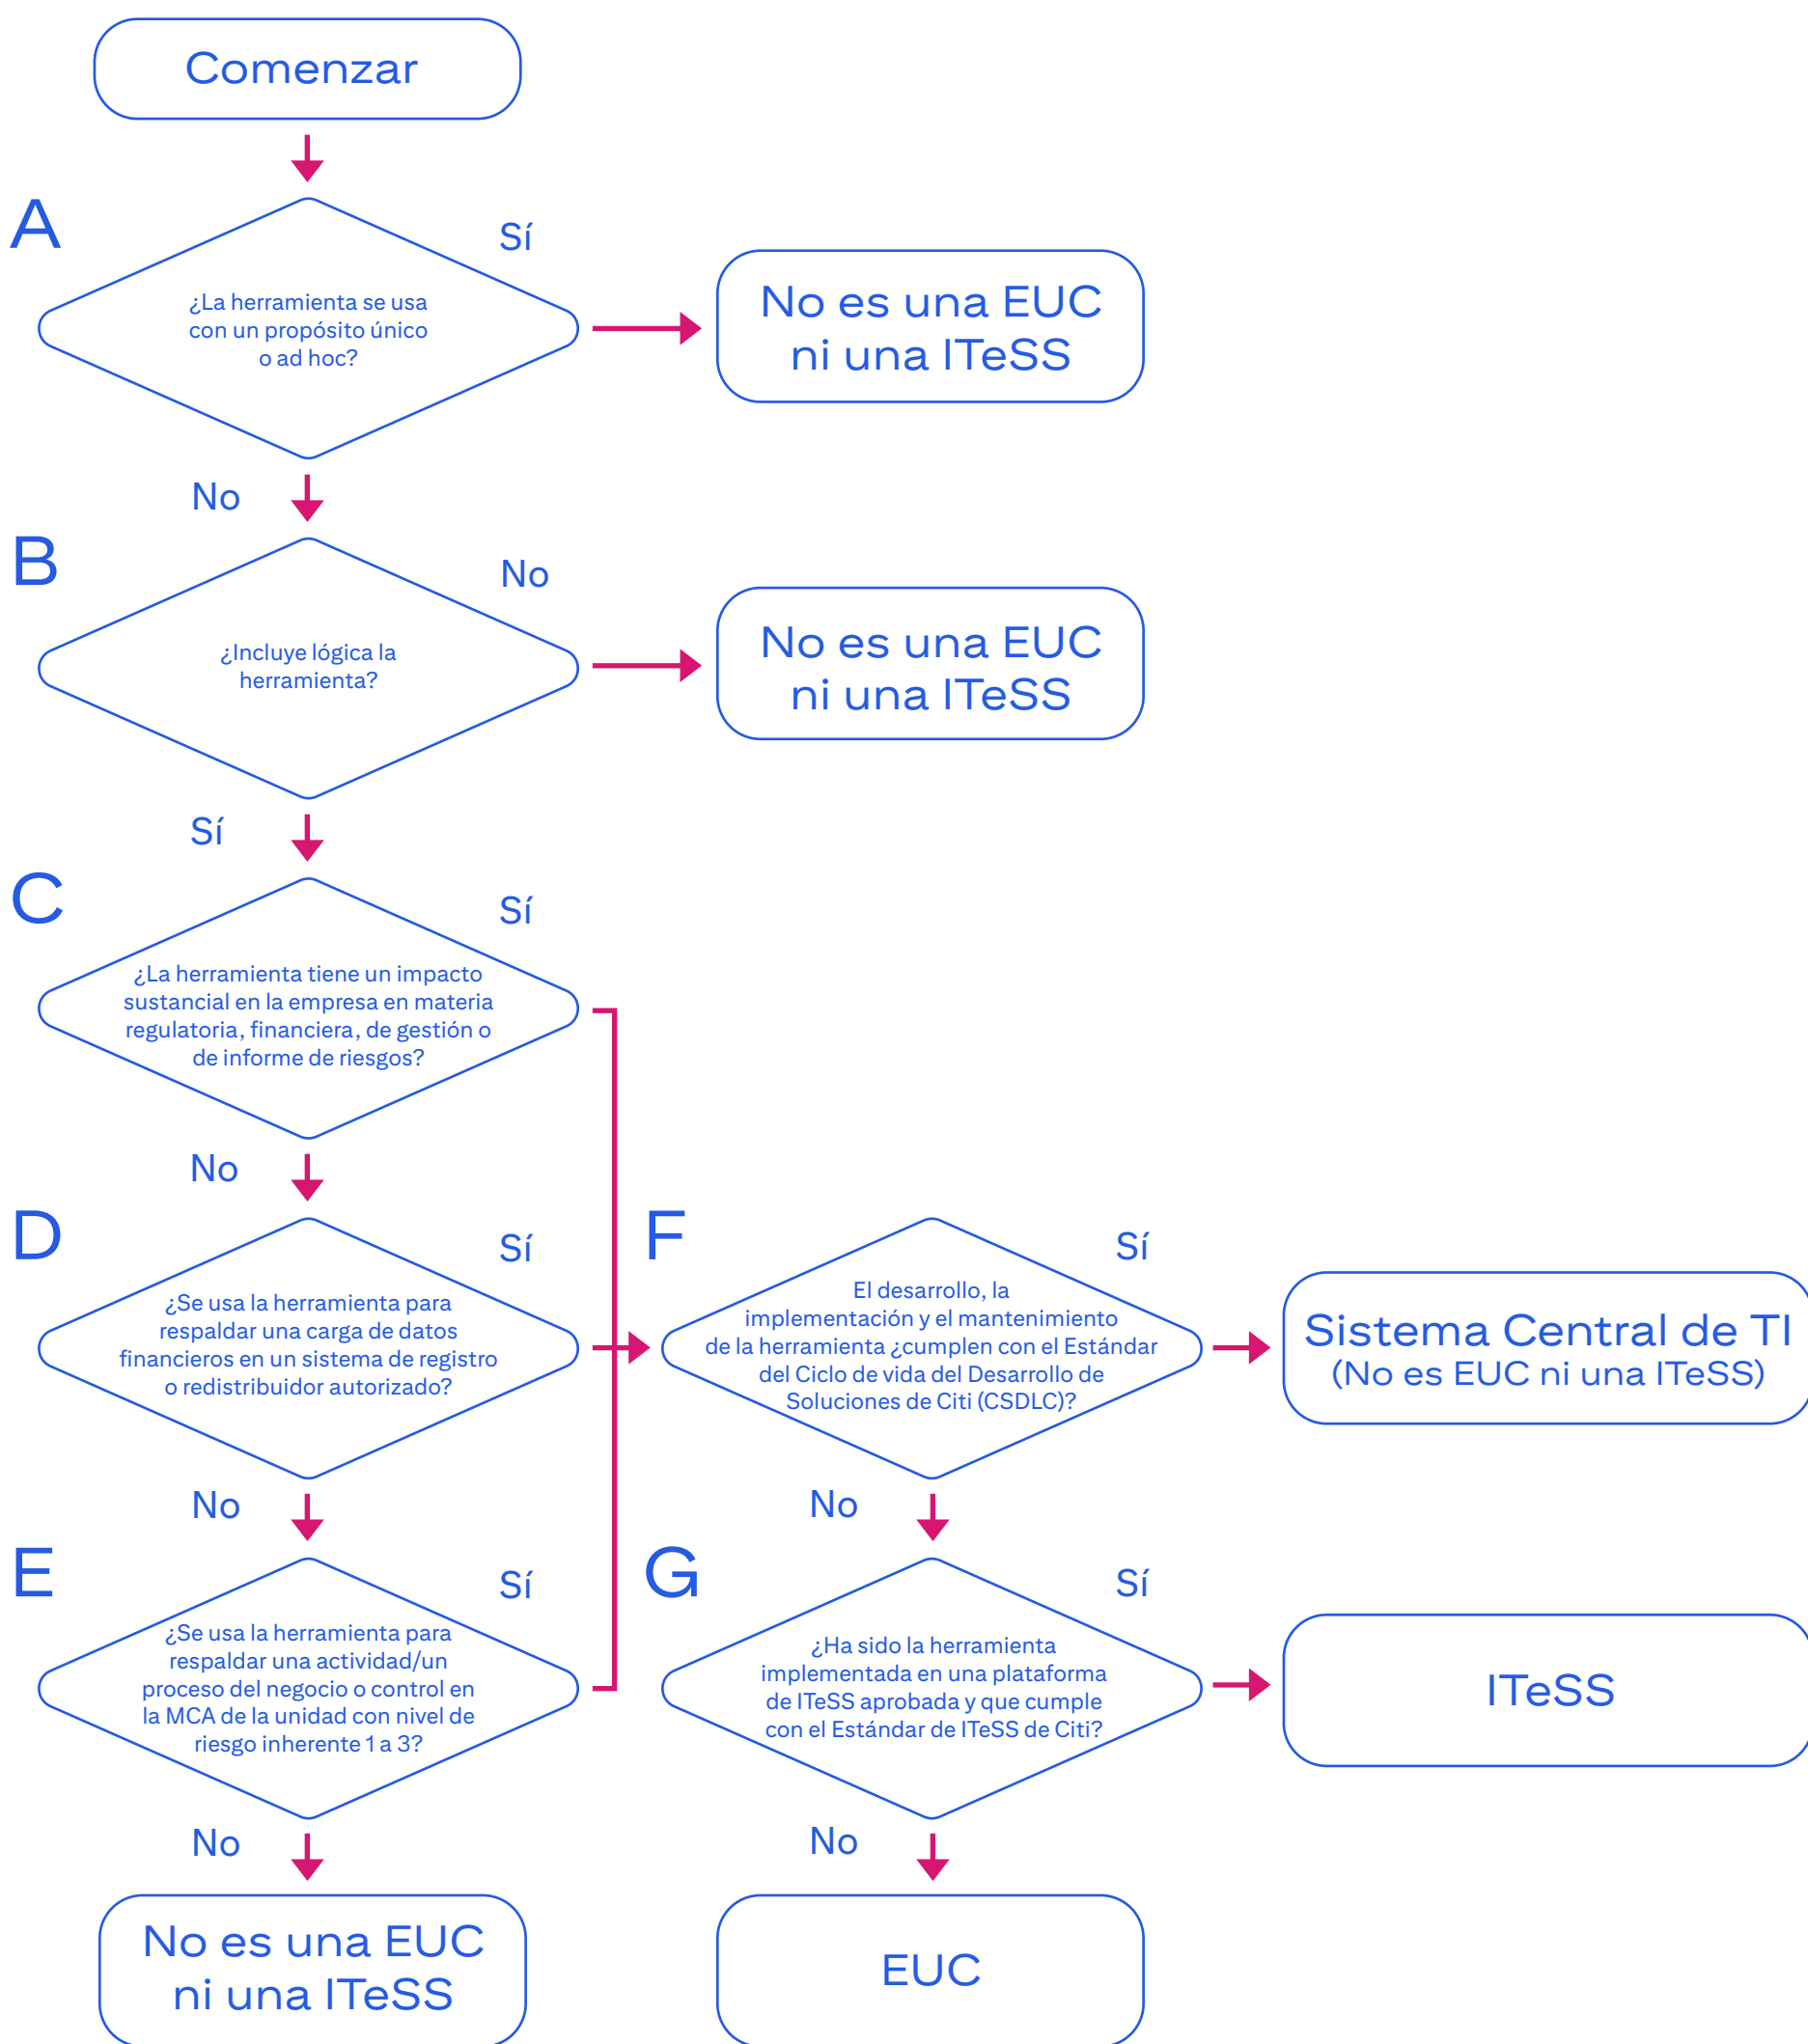 Comenzar
A
Sí
¿La herramienta se usa
con un propósito único
o ad hoc?
No es una EUC
ni una ITeSS
No
B
No
¿Incluye lógica la
herramienta?
No es una EUC
ni una ITeSS
Sí
C
Sí
¿La herramienta tiene un impacto
sustancial en la empresa en materia
regulatoria, financiera, de gestión o
de informe de riesgos?
No
D
Sí
¿Se usa la herramienta para
respaldar una carga de datos
financieros en un sistema de registro
o redistribuidor autorizado?
F
Sí
El desarrollo, la
implementación y el mantenimiento
de la herramienta ¿cumplen con el Estándar
del Ciclo de vida del Desarrollo de
Soluciones de Citi (CSDLC)?
Sistema Central de TI
(No es EUC ni una ITeSS)
No
No
E
Sí
¿Se usa la herramienta para
respaldar una actividad/un
proceso del negocio o control en
la MCA de la unidad con nivel de
riesgo inherente 1 a 3?
G
Sí
¿Ha sido la herramienta
implementada en una plataforma
de ITeSS aprobada y que cumple
con el Estándar de ITeSS de Citi?
ITeSS
No
No
No es una EUC
ni una ITeSS
EUC